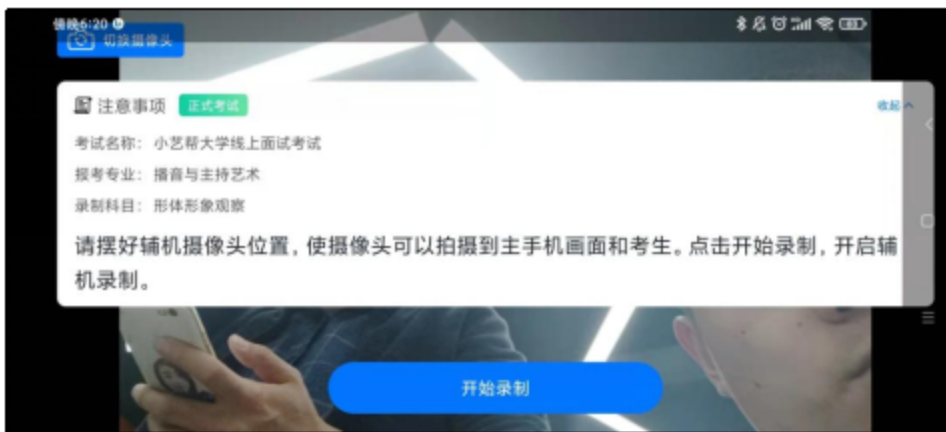 傍晚6:20
切换摄像头
注意事项 正式考试 收起
考试名称： 小艺帮大学线上面试考试
报考专业： 播音与主持艺术
录制科目： 形体形象观察
请摆好辅机摄像头位置，使摄像头可以拍摄到主手机画面和考生。点击开始录制，开启辅
机录制。
开始录制